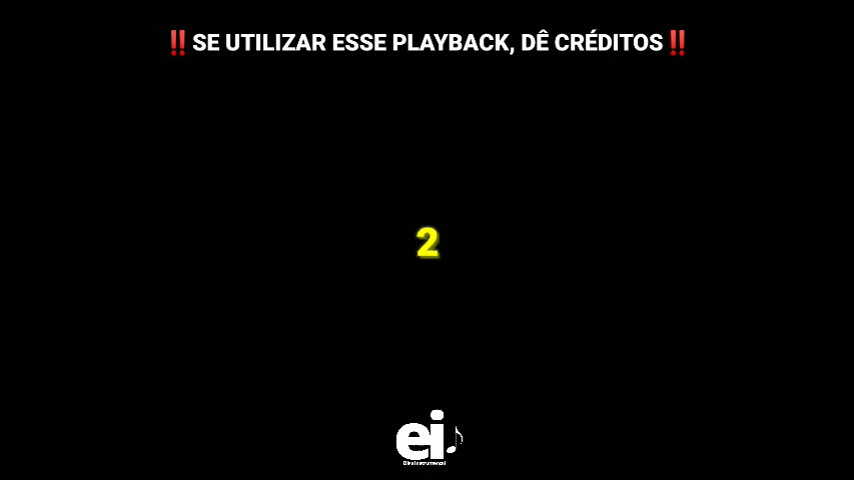 ‼️SE UTILIZAR ESSE PLAYBACK, DÊ CRÉDITOS‼️
2
ei